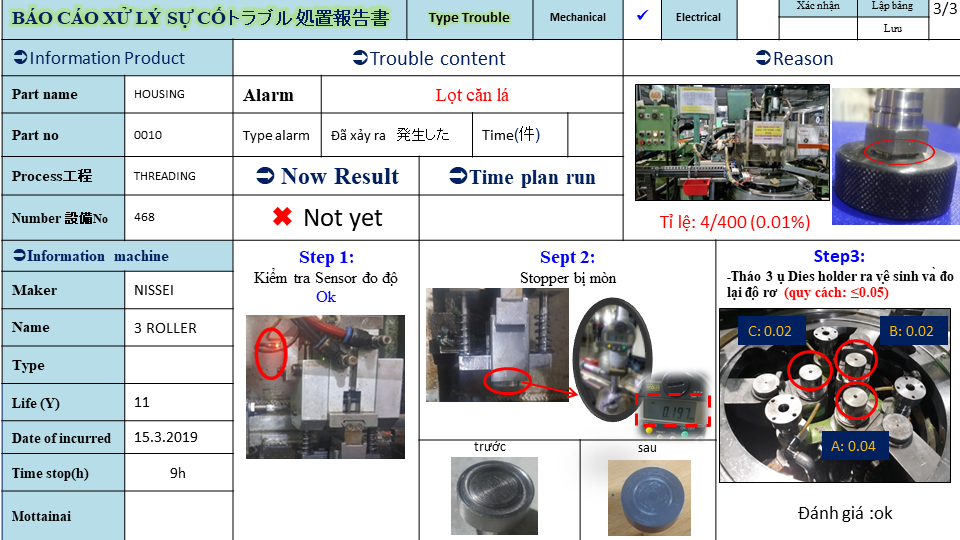 BÁO CÁO XỬ LÝ SỰ CỐトラブル処置報告書
Type Trouble
Mechanical
✓
Electrical
Xác nhận
Lập bảng
Lưu
3/3
Information Product
Trouble content
Reason
Part name
HOUSING
Alarm
Lọt căn lá
Part no
0010
Type alarm
Đã xảy ra 発生した
Time(件)
Process工程
THREADING
Now Result
Time plan run
Number 設備No
468
✖ Not yet
Tỉ lệ: 4/400 (0.01%)
Information machine
Maker
NISSEI
Name
3 ROLLER
Type
Life (Y)
11
Date of incurred
15.3.2019
Time stop(h)
9h
Mottainai
Step 1:
Kiểm tra Sensor đo độ
Ok
Sept 2:
Stopper bị mòn
0.197
trước
sau
Step3:
-Tháo 3 ụ Dies holder ra vệ sinh và đo
lại độ rơ (quy cách: ≤0.05)
C: 0.02
B: 0.02
A: 0.04
Đánh giá :ok